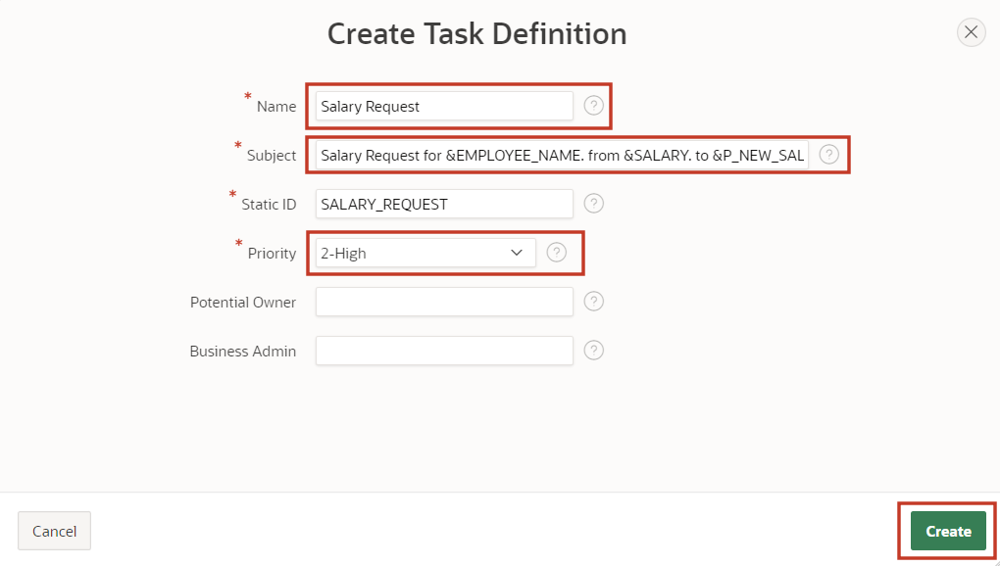 Create Task Definition
* Name Salary Request ?
* Subject Salary Request for &EMPLOYEE_NAME. from &SALARY. to &P_NEW_SAL ?
* Static ID SALARY_REQUEST ?
* Priority 2-High ?
Potential Owner ?
Business Admin ?
Cancel Create